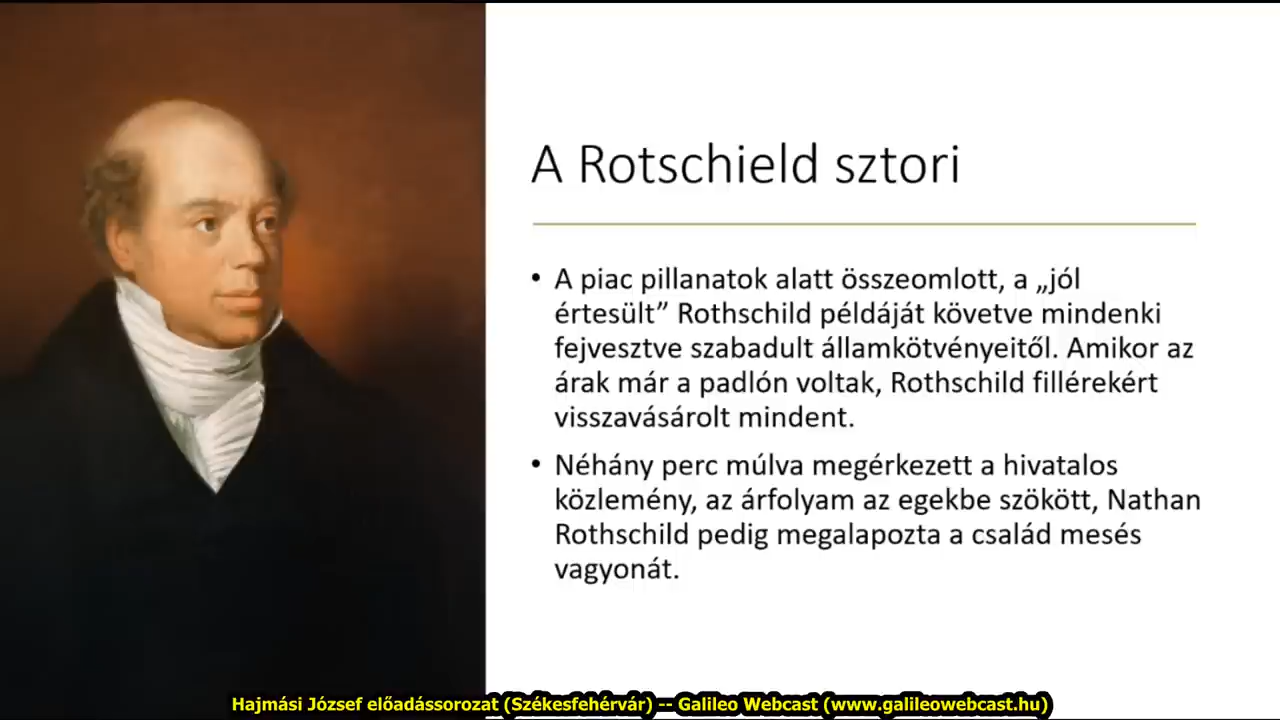 A Rotschield sztori
• A piac pillanatok alatt összeomlott, a „jól
értesült” Rothschild példáját követve mindenki
fejvesztve szabadult államkötvényeitől. Amikor az
árak már a padlón voltak, Rothschild fillérekért
visszavásárolt mindent.
• Néhány perc múlva megérkezett a hivatalos
közlemény, az árfolyam az egekbe szökött, Nathan
Rothschild pedig megalapozta a család mesés
vagyonát.
Hajmási József előadássorozat (Székesfehérvár) -- Galileo Webcast (www.galileowebcast.hu)